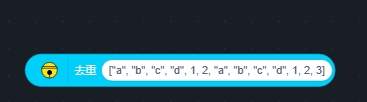 去重 ["a", "b", "c", "d", 1, 2, "a", "b", "c", "d", 1, 2, 3]